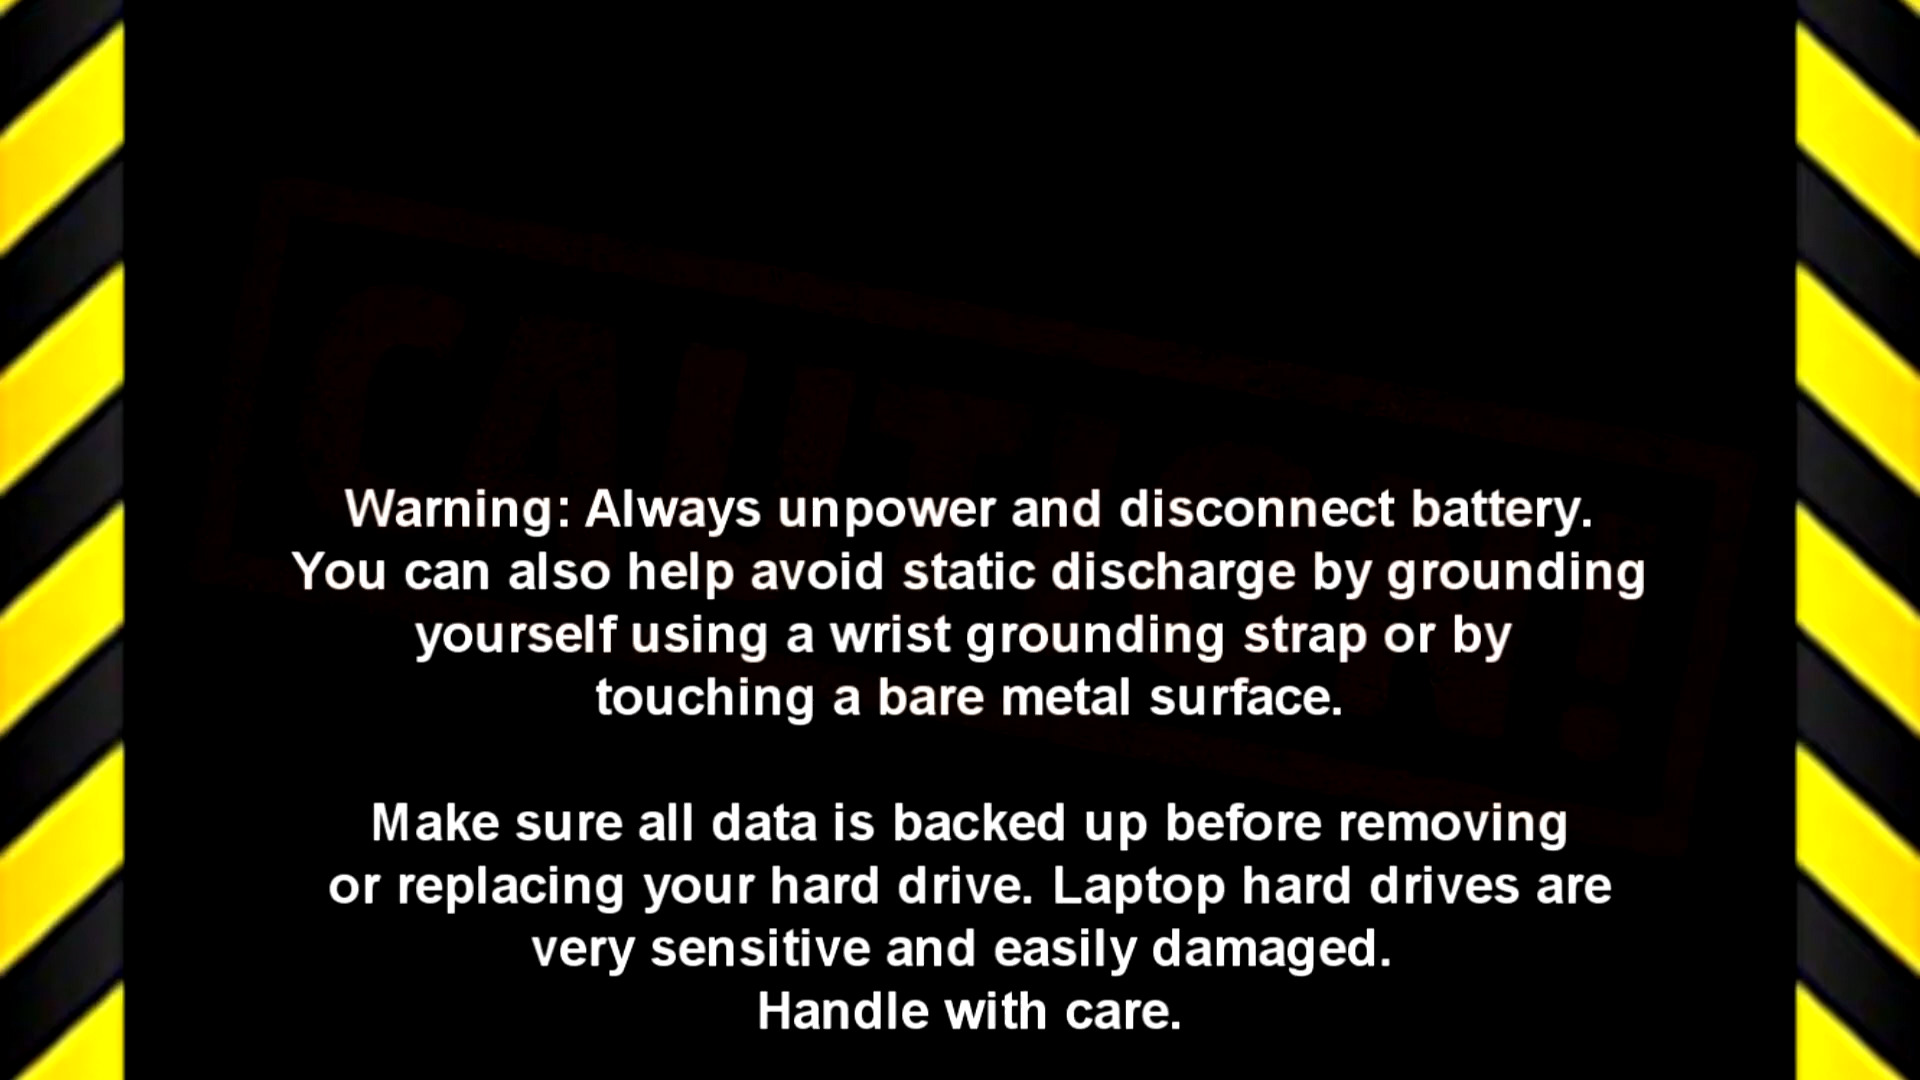 CAUTION!
Warning: Always unpower and disconnect battery.
You can also help avoid static discharge by grounding
yourself using a wrist grounding strap or by
touching a bare metal surface.
Make sure all data is backed up before removing
or replacing your hard drive. Laptop hard drives are
very sensitive and easily damaged.
Handle with care.